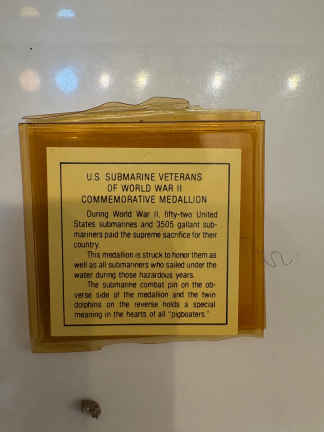 U.S. SUBMARINE VETERANS
OF WORLD WAR II
COMMEMORATIVE MEDALLION
During World War II, fifty-two United
States submarines and 3505 gallant sub-
mariners paid the supreme sacrifice for their
country.
This medallion is struck to honor them as
well as all submariners who sailed under the
water during those hazardous years.
The submarine combat pin on the ob-
verse side of the medallion and the twin
dolphins on the reverse holds a special
meaning in the hearts of all "pigboaters."